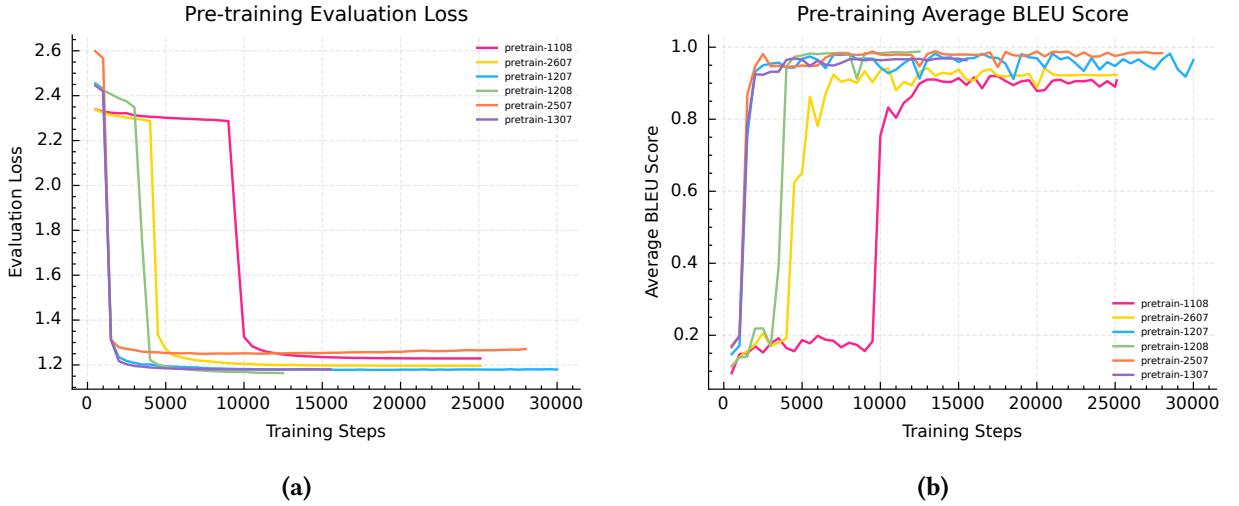 Pre-training Evaluation Loss
2.6
2.4
2.2
2.0
1.8
1.6
1.4
1.2
Evaluation Loss
pretrain-1108
pretrain-2607
pretrain-1207
pretrain-1208
pretrain-2507
pretrain-1307
0 5000 10000 15000 20000 25000 30000
Training Steps
(a)
Pre-training Average BLEU Score
1.0
0.8
0.6
0.4
0.2
Average BLEU Score
pretrain-1108
pretrain-2607
pretrain-1207
pretrain-1208
pretrain-2507
pretrain-1307
0 5000 10000 15000 20000 25000 30000
Training Steps
(b)